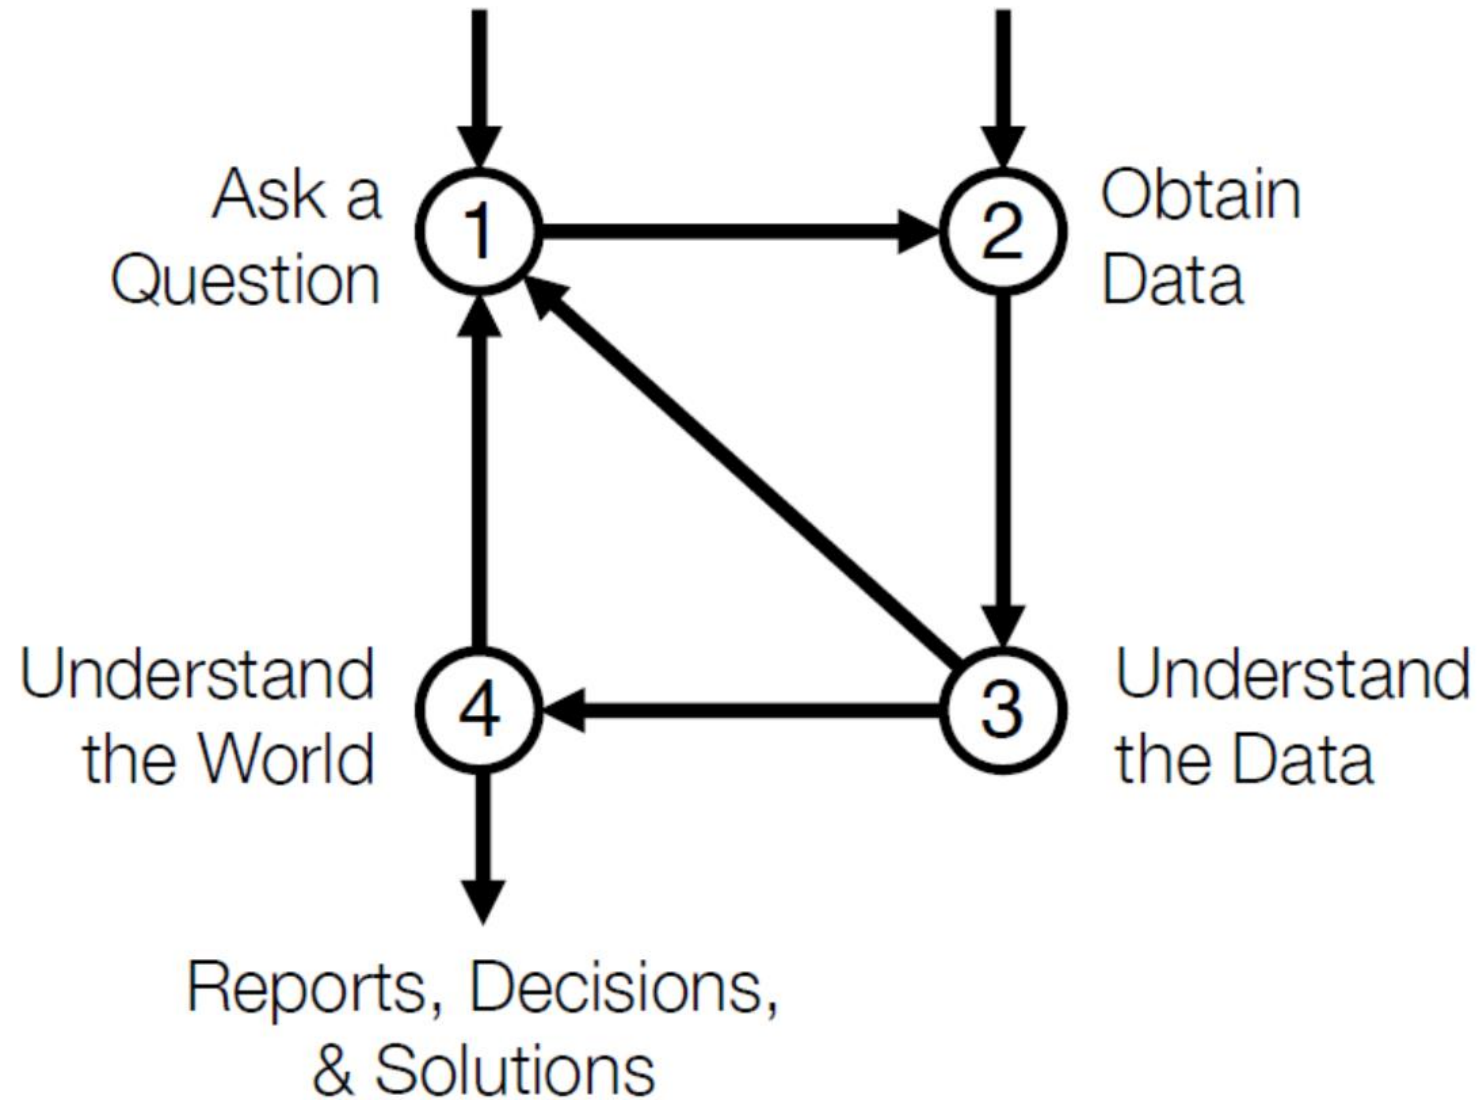 Ask a
Question
1
2
Obtain
Data
Understand
the World
4
3
Understand
the Data
Reports, Decisions,
& Solutions